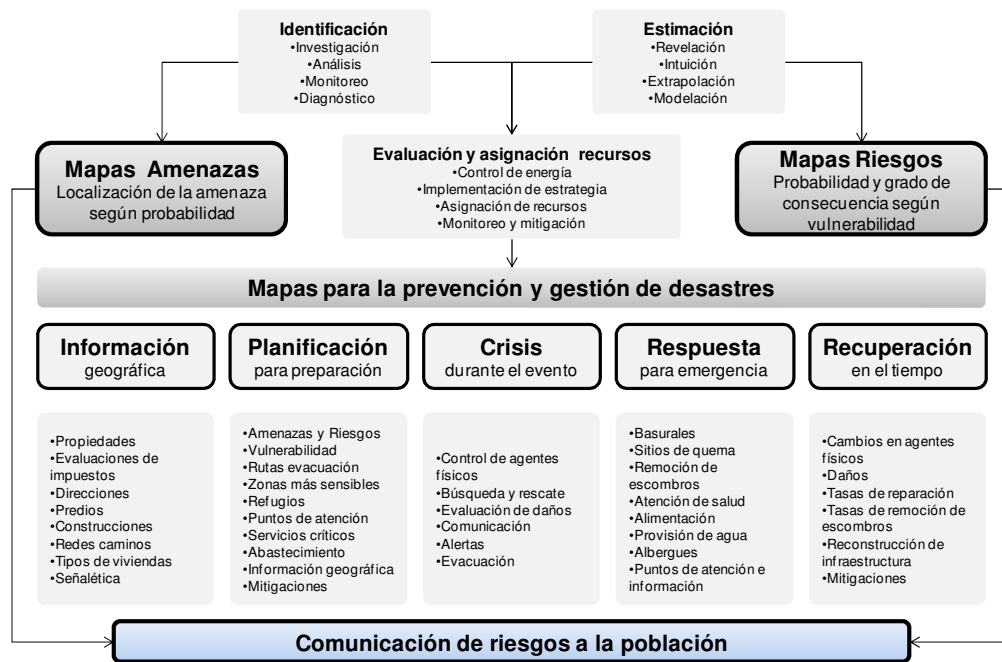 Identificación
•Investigación
•Análisis
•Monitoreo
•Diagnóstico
Estimación
•Revelación
•Intuición
•Extrapolación
•Modelación
Mapas Amenazas
Localización de la amenaza
según probabilidad
Evaluación y asignación recursos
•Control de energía
•Implementación de estrategia
•Asignación de recursos
•Monitoreo y mitigación
Mapas Riesgos
Probabilidad y grado de
consecuencia según
vulnerabilidad
Mapas para la prevención y gestión de desastres
Información
geográfica
Planificación
para preparación
Crisis
durante el evento
Respuesta
para emergencia
Recuperación
en el tiempo
•Propiedades
•Evaluaciones de
impuestos
•Direcciones
•Predios
•Construcciones
•Redes caminos
•Tipos de viviendas
•Señalética
•Amenazas y Riesgos
•Vulnerabilidad
•Rutas evacuación
•Zonas más sensibles
•Refugios
•Puntos de atención
•Servicios críticos
•Abastecimiento
•Información geográfica
•Mitigaciones
•Control de agentes
físicos
•Búsqueda y rescate
•Evaluación de daños
•Comunicación
•Alertas
•Evacuación
•Basurales
•Sitios de quema
•Remoción de
escombros
•Atención de salud
•Alimentación
•Provisión de agua
•Albergues
•Puntos de atención e
información
•Cambios en agentes
físicos
•Daños
•Tasas de reparación
•Tasas de remoción de
escombros
•Reconstrucción de
infraestructura
•Mitigaciones
Comunicación de riesgos a la población